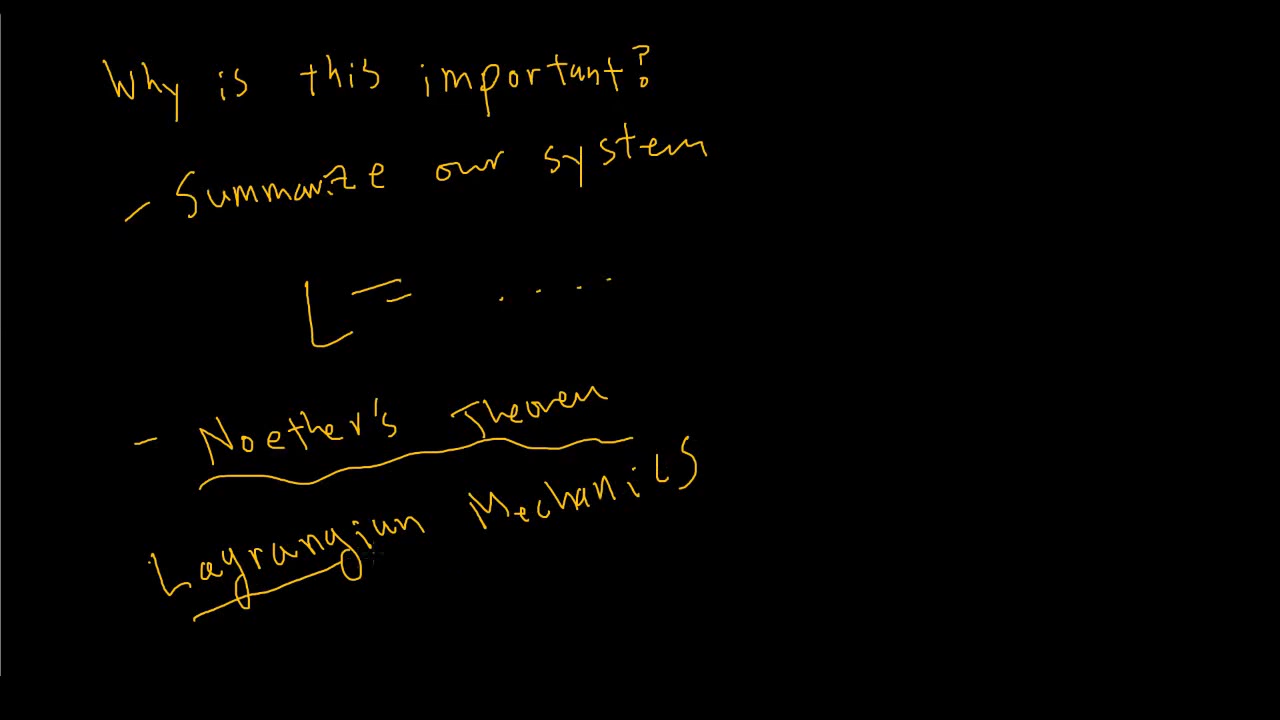 Why is this important?
- Summarize our system
L = ....
- Noether's Theorem
Lagrangian Mechanics